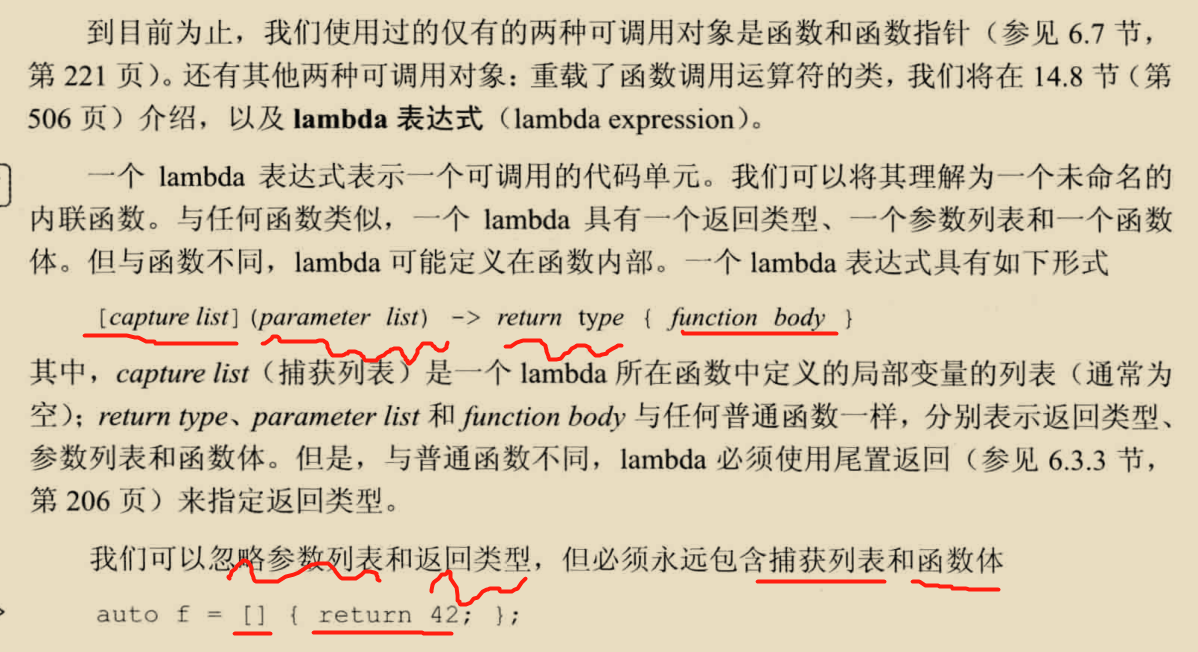 到目前为止，我们使用过的仅有的两种可调用对象是函数和函数指针（参见 6.7 节，
第 221 页）。还有其他两种可调用对象：重载了函数调用运算符的类，我们将在 14.8 节（第
506 页）介绍，以及 lambda 表达式（lambda expression）。
一个 lambda 表达式表示一个可调用的代码单元。我们可以将其理解为一个未命名的
内联函数。与任何函数类似，一个 lambda 具有一个返回类型、一个参数列表和一个函数
体。但与函数不同，lambda 可能定义在函数内部。一个 lambda 表达式具有如下形式
[capture list] (parameter list) -> return type { function body }
其中，capture list（捕获列表）是一个 lambda 所在函数中定义的局部变量的列表（通常为
空）；return type、parameter list 和 function body 与任何普通函数一样，分别表示返回类型、
参数列表和函数体。但是，与普通函数不同，lambda 必须使用尾置返回（参见 6.3.3 节，
第 206 页）来指定返回类型。
我们可以忽略参数列表和返回类型，但必须永远包含捕获列表和函数体
auto f = [] { return 42; };